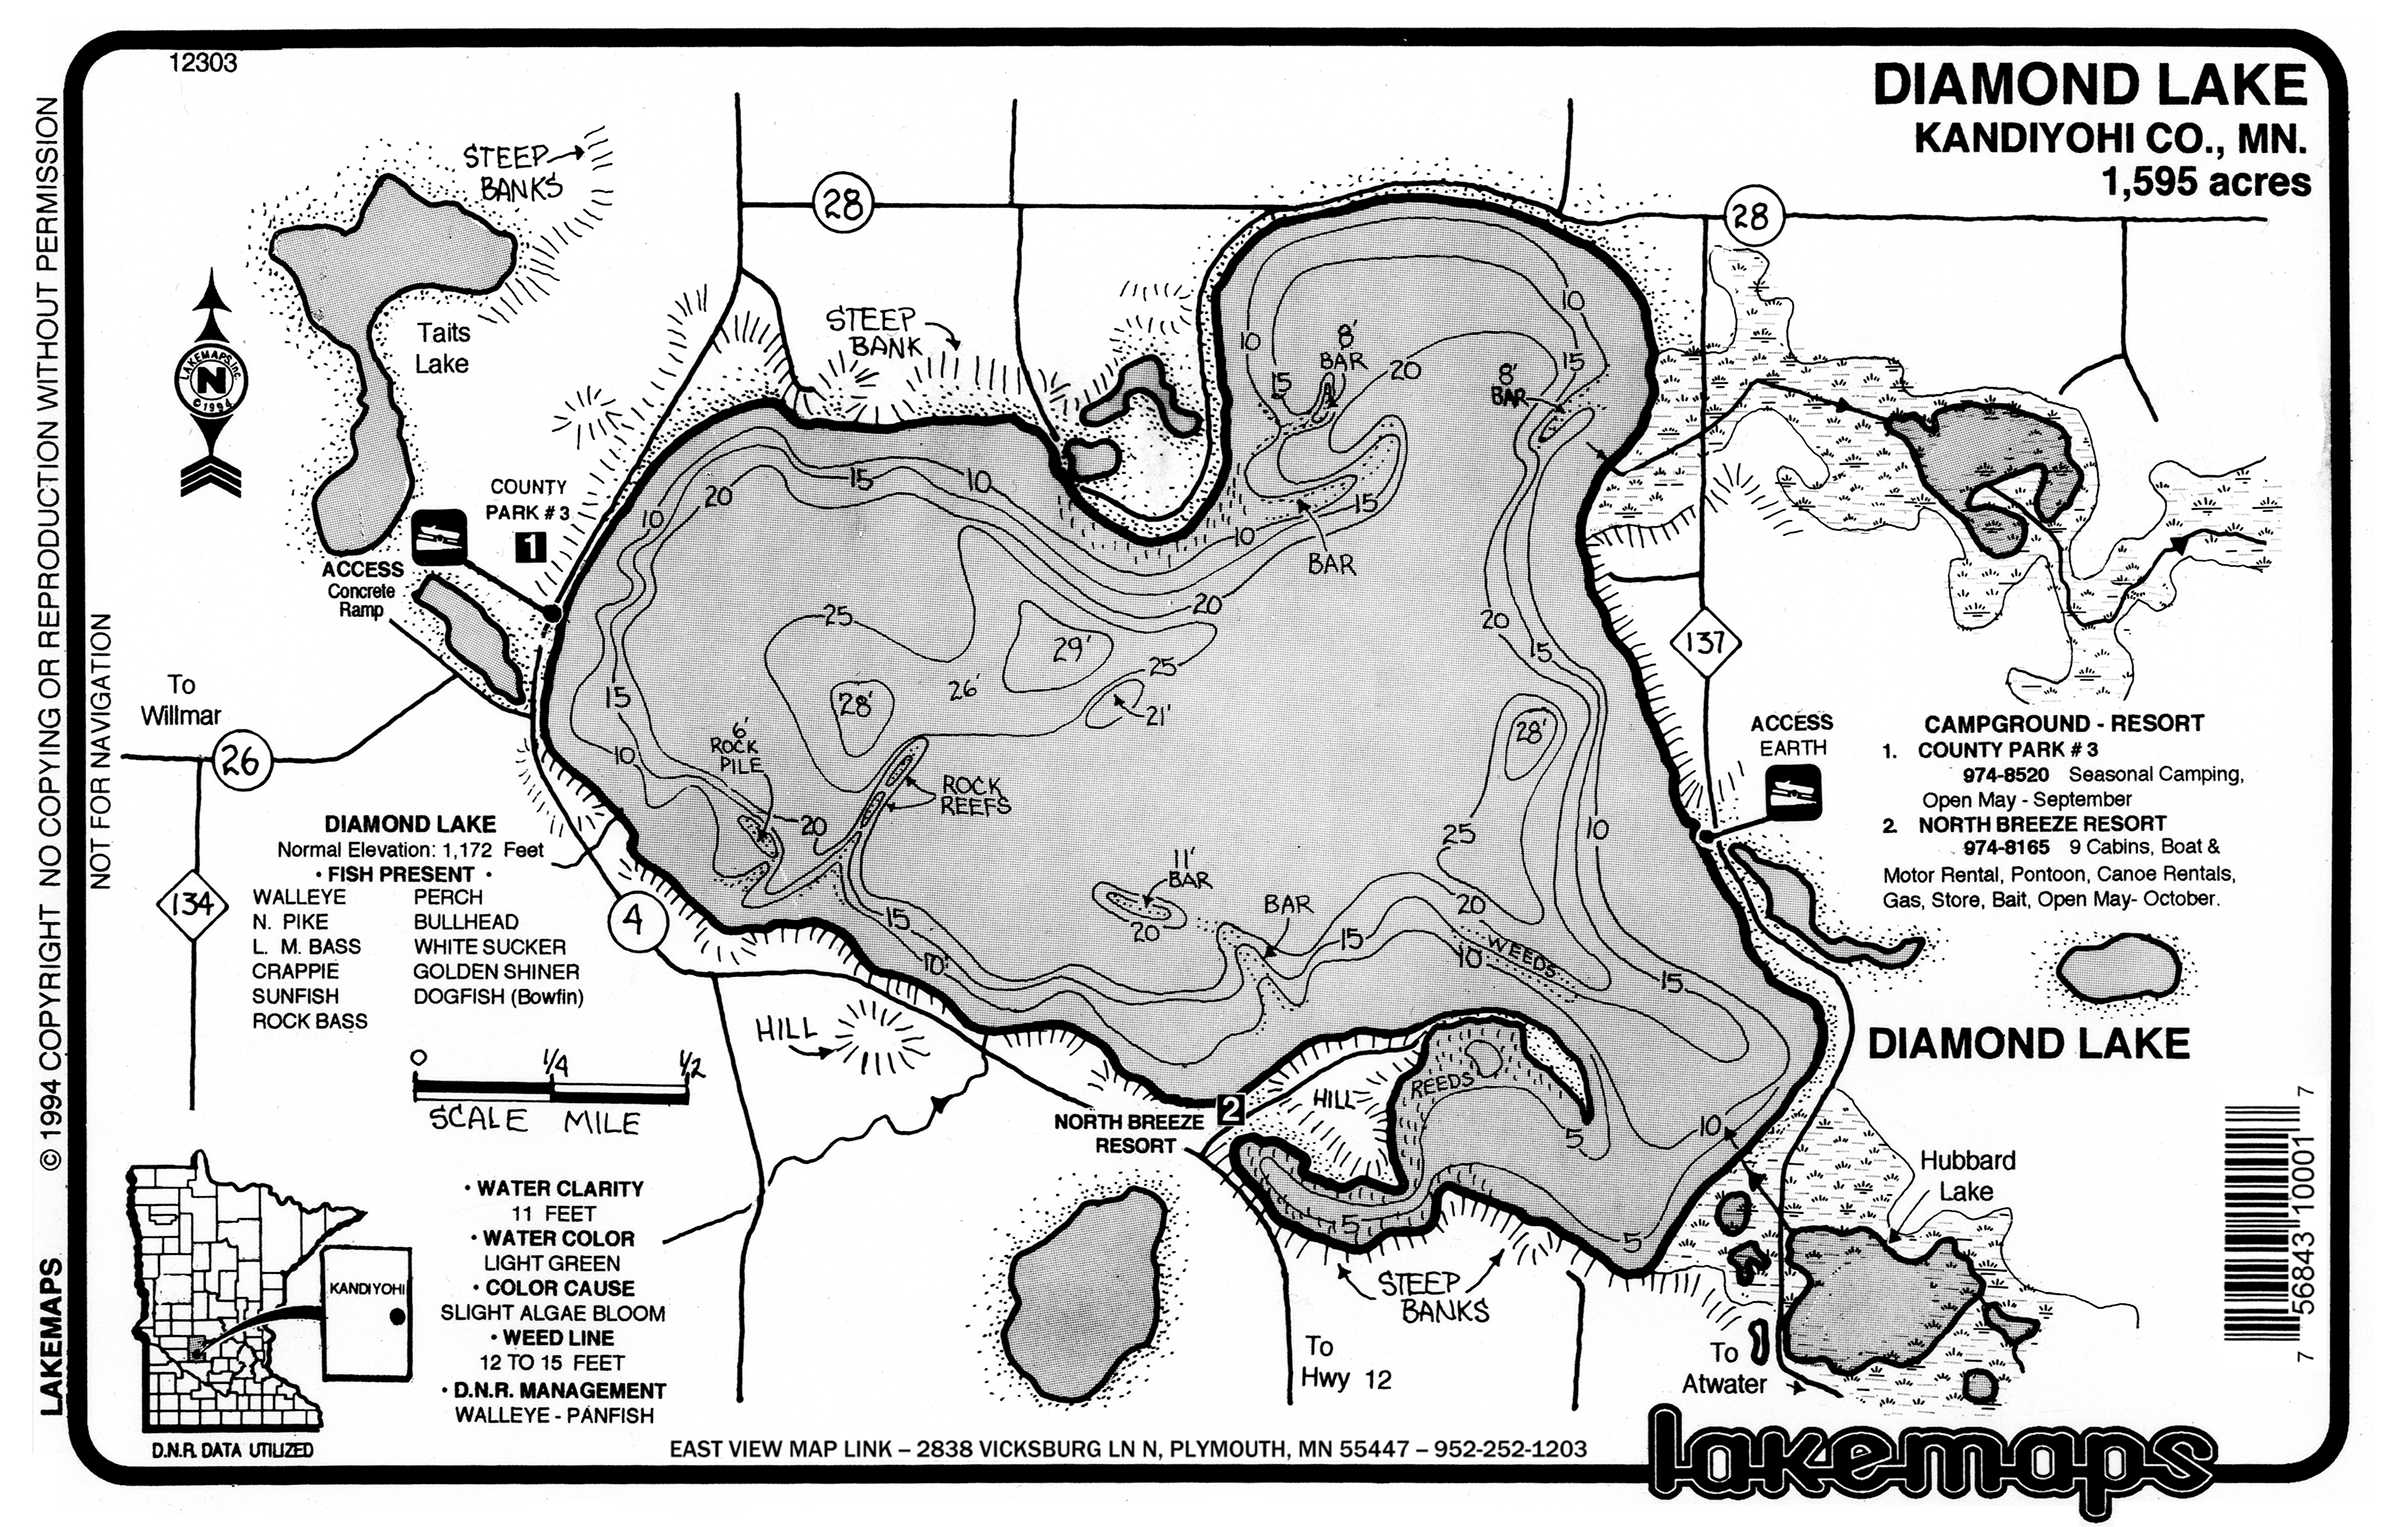 12303
DIAMOND LAKE
KANDIYOHI CO., MN.
1,595 acres
© 1994 COPYRIGHT NO COPYING OR REPRODUCTION WITHOUT PERMISSION
NOT FOR NAVIGATION
LAKEMAPS
STEEP
BANKS
Taits
Lake
LAKEMAPS, Inc
N
© 1994
28
28
STEEP
BANK
COUNTY
PARK # 3
1
ACCESS
Concrete
Ramp
To
Willmar
26
134
4
137
10
15
20
8'
BAR
10
15
8'
BAR
20
15
10
10
15
10
BAR
20
25
29'
25
26'
28'
21'
15
10
6'
ROCK
PILE
20
ROCK
REEFS
20
15
28'
25
10
11'
BAR
20
BAR
15
20
WEEDS
10
15
15
10'
REEDS
HILL
5
10
5
5
HILL
ACCESS
EARTH
CAMPGROUND - RESORT
1. COUNTY PARK # 3
974-8520 Seasonal Camping,
Open May - September
2. NORTH BREEZE RESORT
974-8165 9 Cabins, Boat &
Motor Rental, Pontoon, Canoe Rentals,
Gas, Store, Bait, Open May- October.
DIAMOND LAKE
Normal Elevation: 1,172 Feet
• FISH PRESENT •
WALLEYE PERCH
N. PIKE BULLHEAD
L. M. BASS WHITE SUCKER
CRAPPIE GOLDEN SHINER
SUNFISH DOGFISH (Bowfin)
ROCK BASS
0 1/4 1/2
SCALE MILE
DIAMOND LAKE
2
NORTH BREEZE
RESORT
Hubbard
Lake
STEEP
BANKS
To
Hwy 12
To
Atwater
KANDIYOHI
D.N.R. DATA UTILIZED
• WATER CLARITY
11 FEET
• WATER COLOR
LIGHT GREEN
• COLOR CAUSE
SLIGHT ALGAE BLOOM
• WEED LINE
12 TO 15 FEET
• D.N.R. MANAGEMENT
WALLEYE - PANFISH
7 56843 10001 7
EAST VIEW MAP LINK – 2838 VICKSBURG LN N, PLYMOUTH, MN 55447 – 952-252-1203
lakemaps